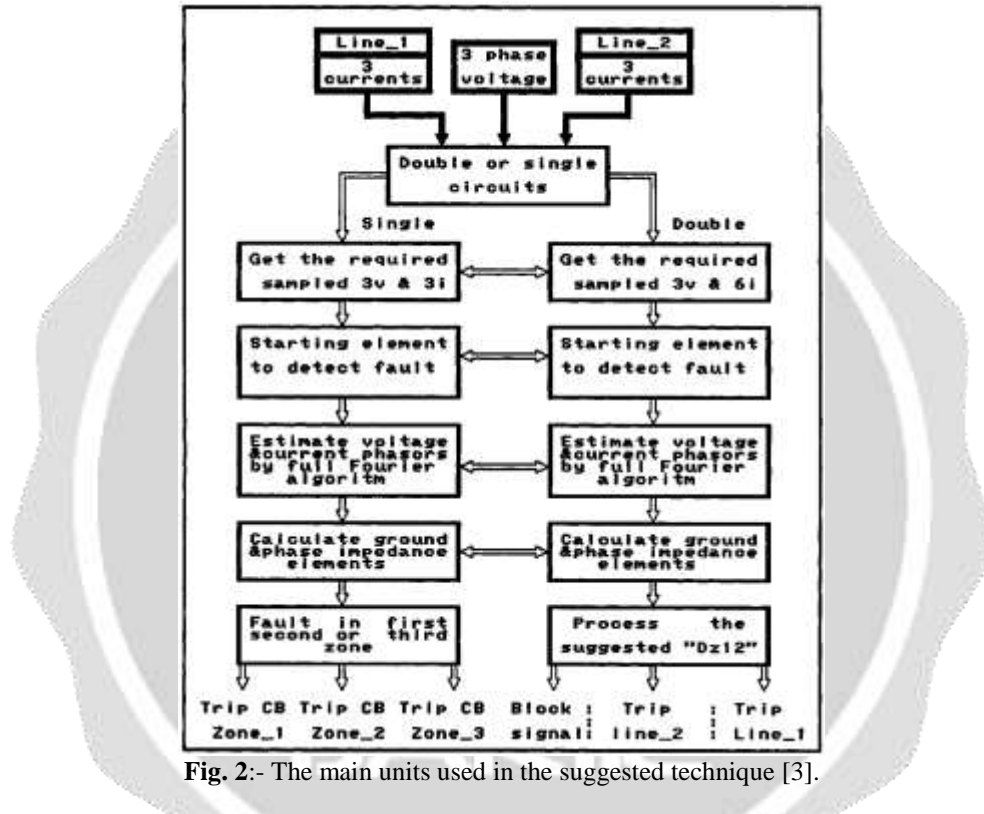 Line_1
3
currents
3 phase
voltage
Line_2
3
currents
Double or single
circuits
Single
Double
Get the required
sampled 3v & 3i
Get the required
sampled 3v & 6i
Starting element
to detect fault
Starting element
to detect fault
Estimate voltage
&current phasors
by full Fourier
algoritm
Estimate voltage
&current phasors
by full Fourier
algoritm
Calculate ground
&phase impedance
elements
Calculate ground
&phase impedance
elements
Fault in first
second or third
zone
Process the
suggested "Dz12"
Trip CB Trip CB Trip CB Block : Trip : Trip
Zone_1 Zone_2 Zone_3 signal: line_2 : Line_1
Fig. 2:- The main units used in the suggested technique [3].